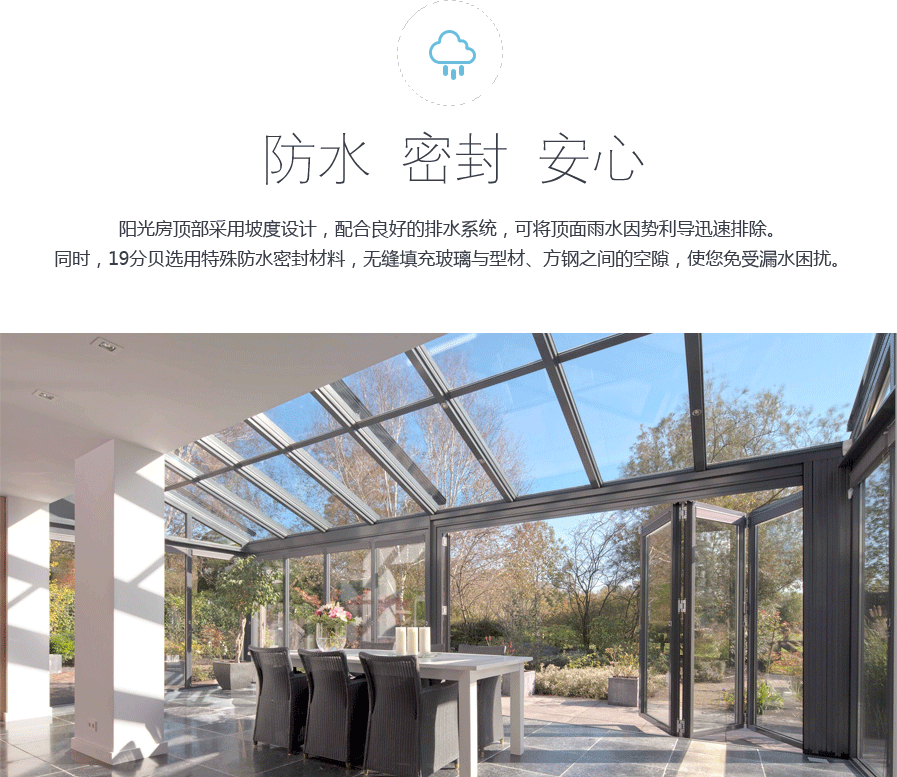 防水 密封 安心
阳光房顶部采用坡度设计，配合良好的排水系统，可将顶面雨水因势利导迅速排除。
同时，19分贝选用特殊防水密封材料，无缝填充玻璃与型材、方钢之间的空隙，使您免受漏水困扰。